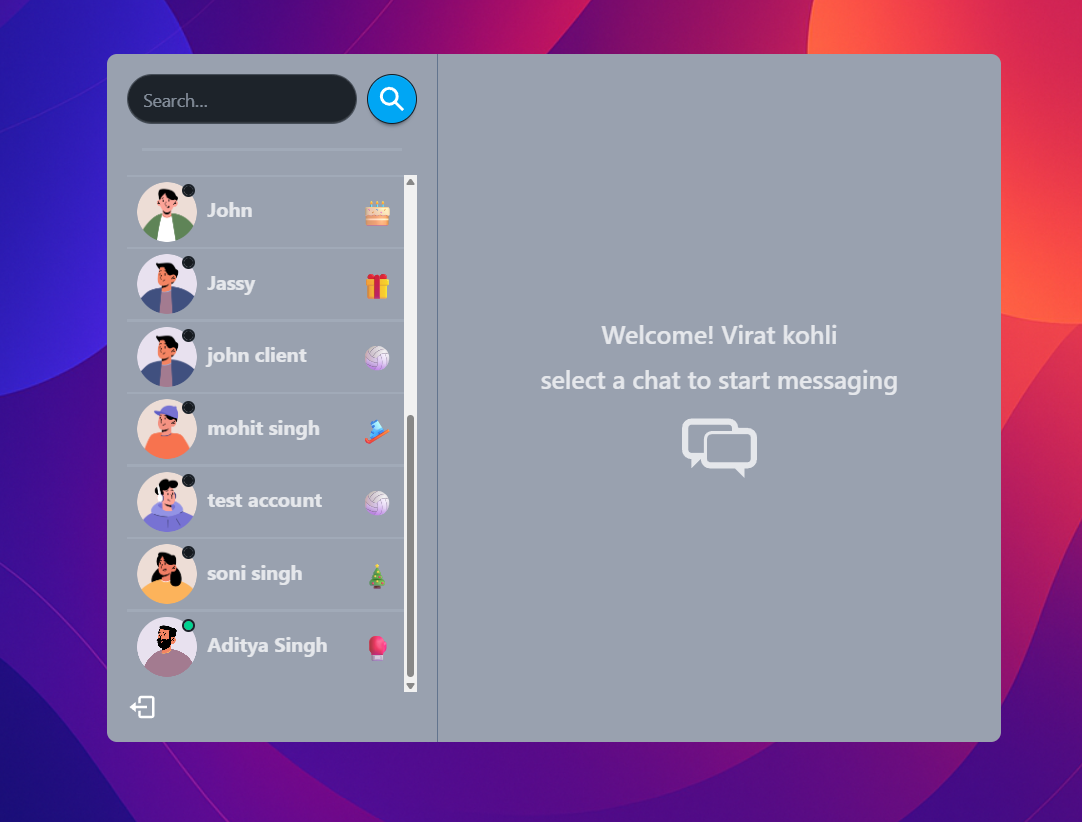 Search...
John
Jassy
john client
mohit singh
test account
soni singh
Aditya Singh
Welcome! Virat kohli
select a chat to start messaging